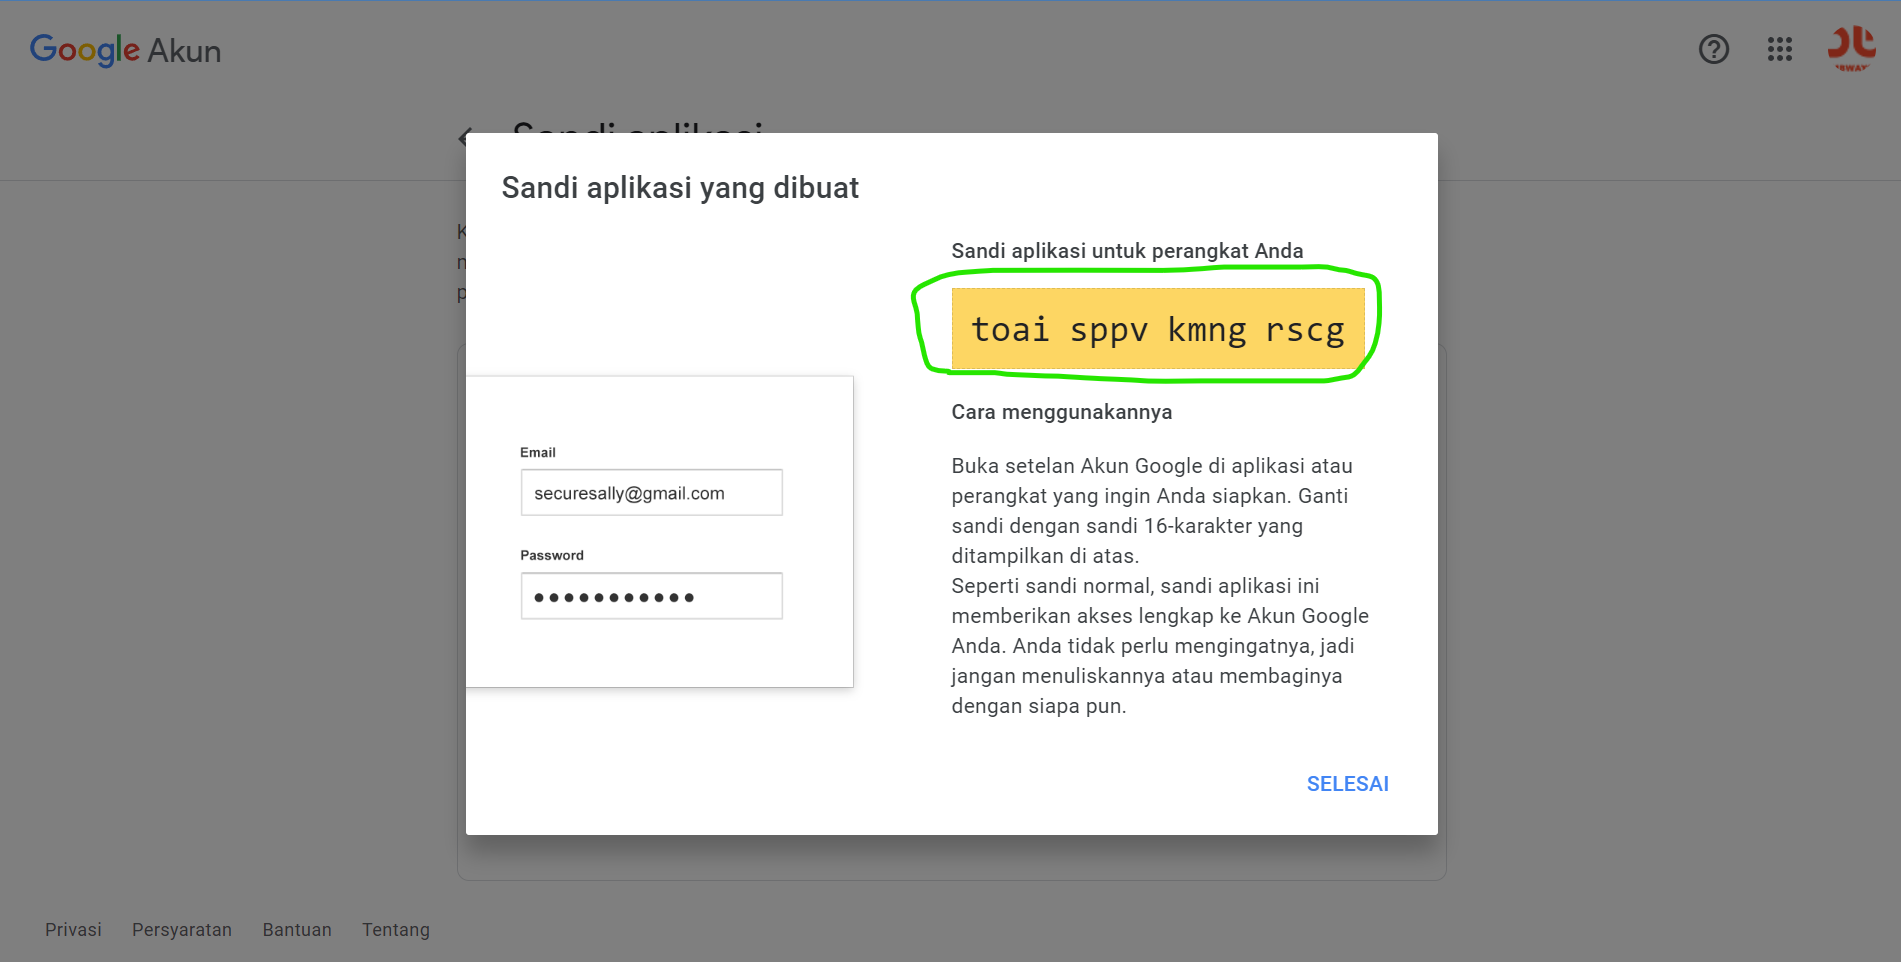 Google Akun
Sandi aplikasi
Sandi aplikasi yang dibuat
Sandi aplikasi untuk perangkat Anda
toai sppv kmng rscg
Cara menggunakannya
Buka setelan Akun Google di aplikasi atau
perangkat yang ingin Anda siapkan. Ganti
sandi dengan sandi 16-karakter yang
ditampilkan di atas.
Seperti sandi normal, sandi aplikasi ini
memberikan akses lengkap ke Akun Google
Anda. Anda tidak perlu mengingatnya, jadi
jangan menuliskannya atau membaginya
dengan siapa pun.
Email
securesally@gmail.com
Password
SELESAI
Privasi Persyaratan Bantuan Tentang